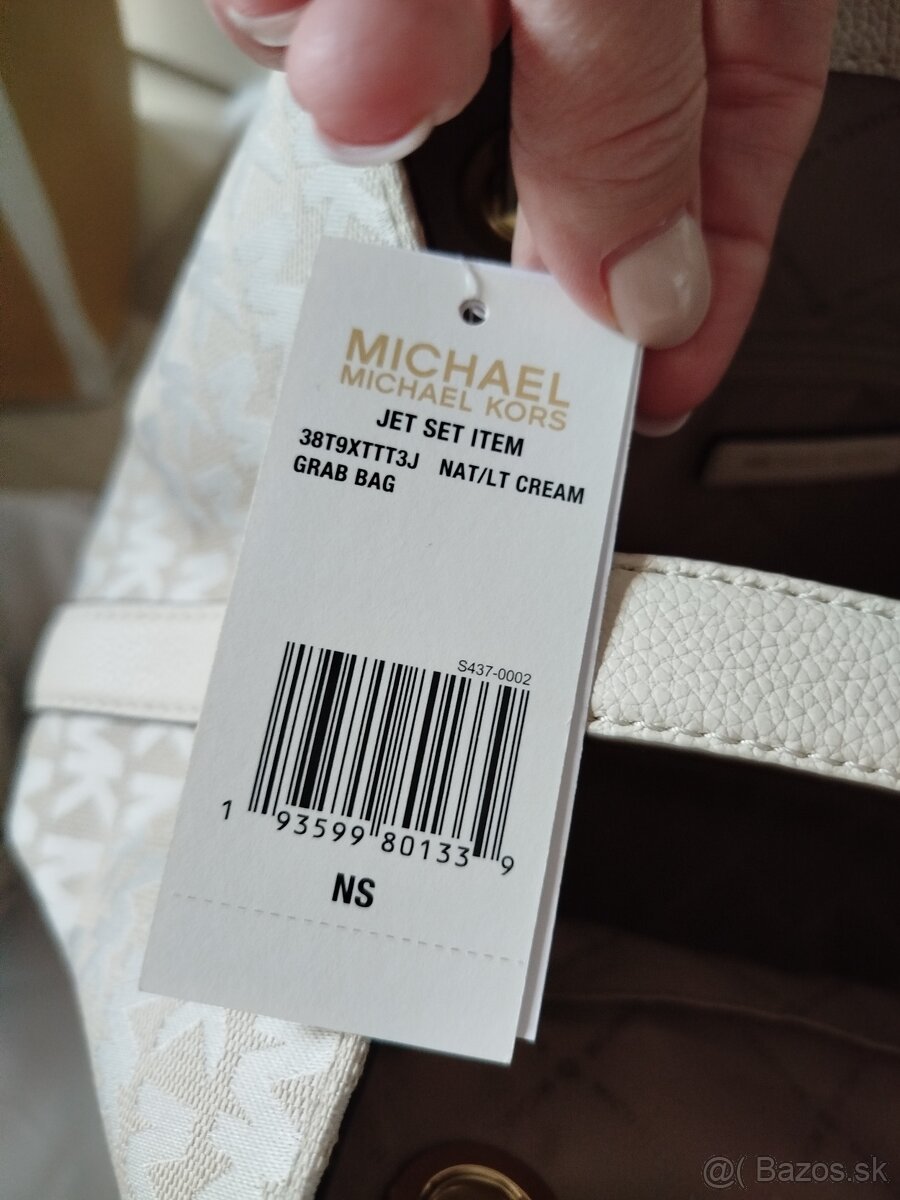 MICHAEL
MICHAEL KORS
JET SET ITEM
38T9XTTT3J NAT/LT CREAM
GRAB BAG
S437-0002
1 93599 80133 9
NS
@( Bazos.sk